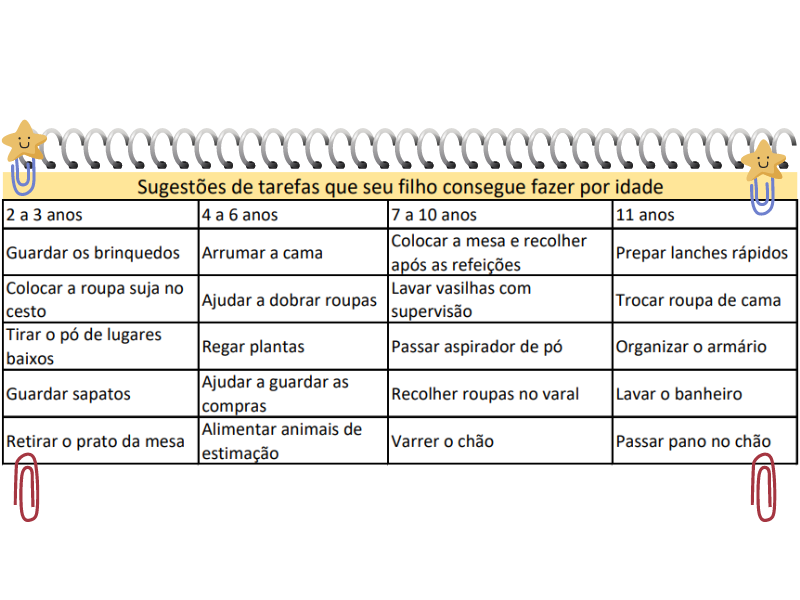 Sugestões de tarefas que seu filho consegue fazer por idade
2 a 3 anos
4 a 6 anos
7 a 10 anos
11 anos
Guardar os brinquedos
Arrumar a cama
Colocar a mesa e recolher
após as refeições
Prepar lanches rápidos
Colocar a roupa suja no
cesto
Ajudar a dobrar roupas
Lavar vasilhas com
supervisão
Trocar roupa de cama
Tirar o pó de lugares
baixos
Regar plantas
Passar aspirador de pó
Organizar o armário
Guardar sapatos
Ajudar a guardar as
compras
Recolher roupas no varal
Lavar o banheiro
Retirar o prato da mesa
Alimentar animais de
estimação
Varrer o chão
Passar pano no chão